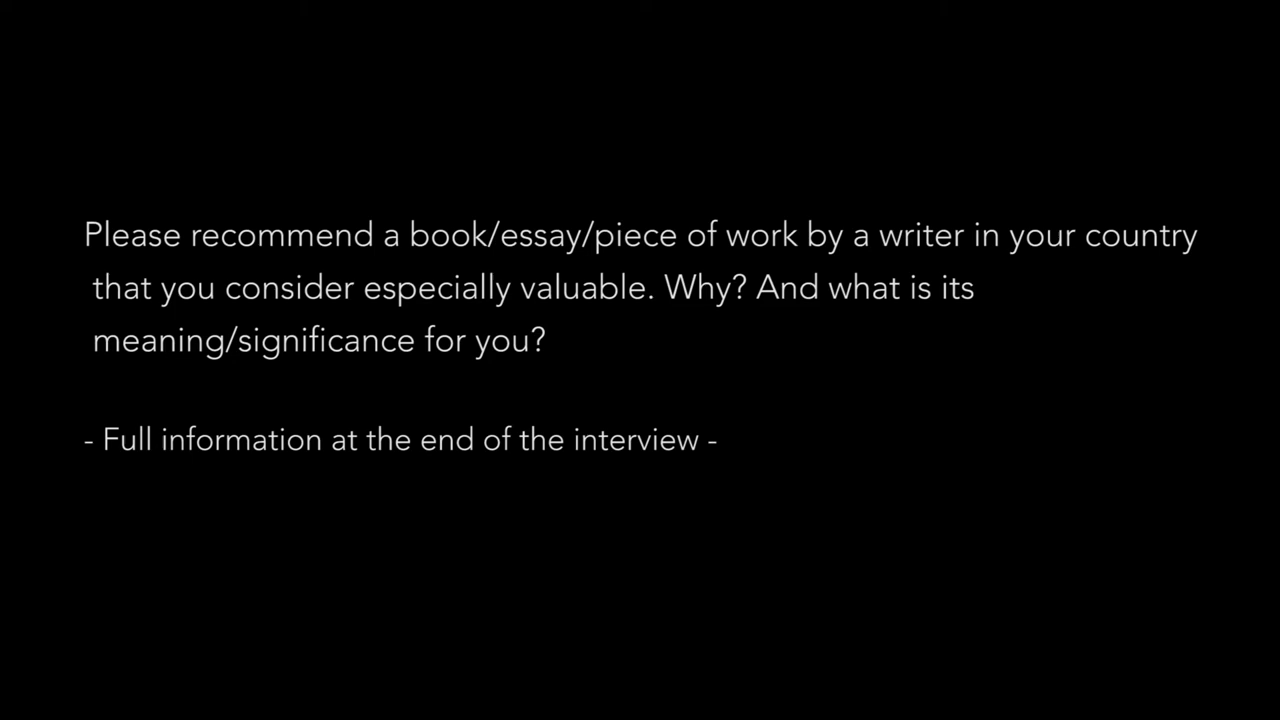 Please recommend a book/essay/piece of work by a writer in your country
that you consider especially valuable. Why? And what is its
meaning/significance for you?
- Full information at the end of the interview -